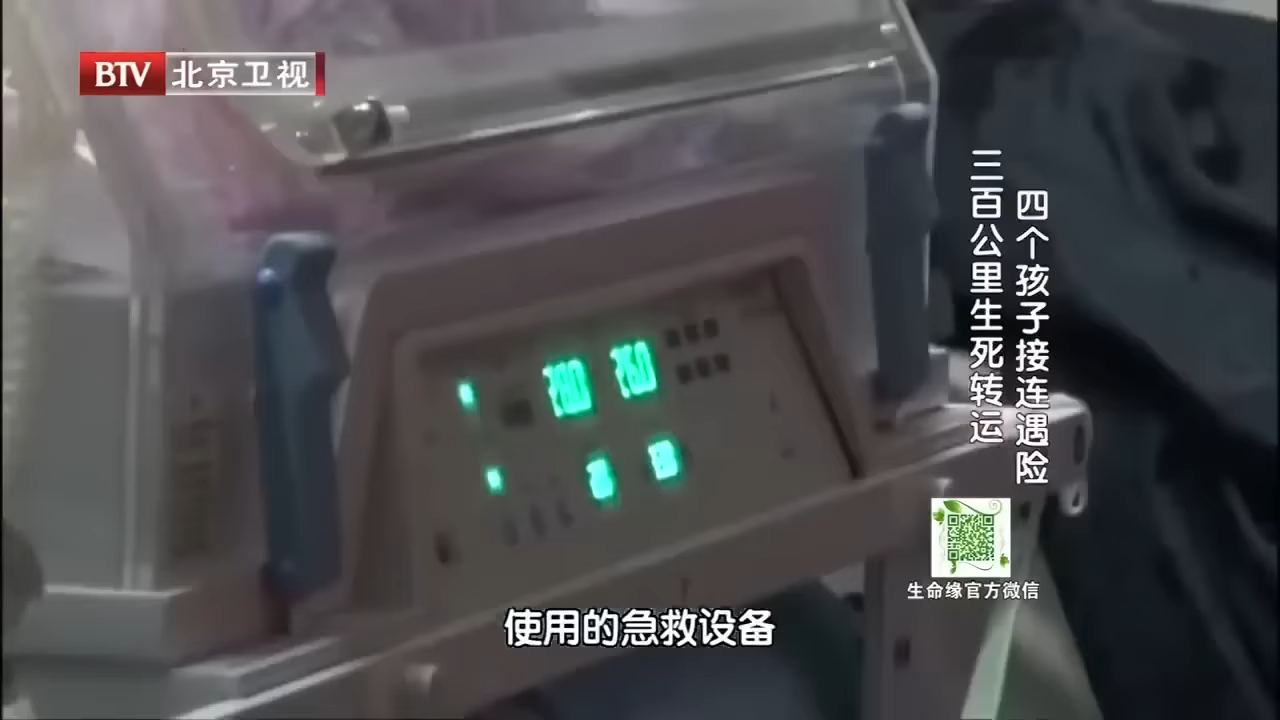 BTV 北京卫视
四个孩子接连遇险
三百公里生死转运
生命缘官方微信
使用的急救设备